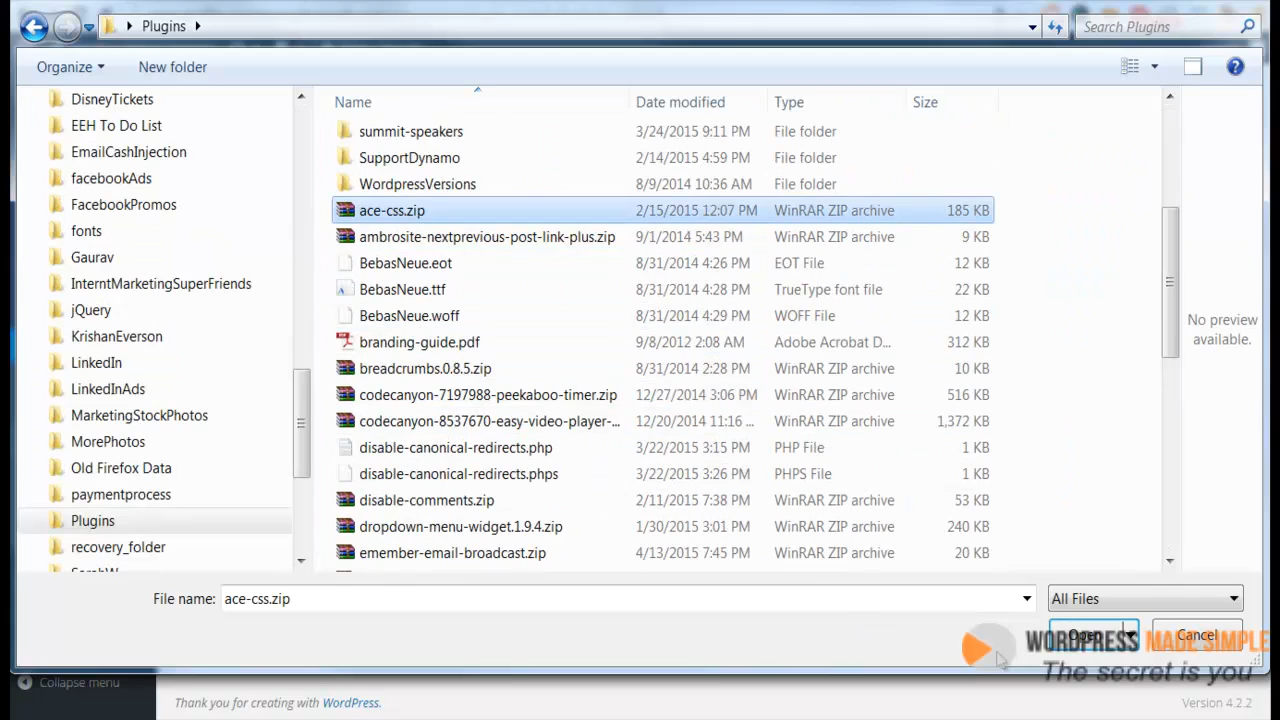 Plugins
Search Plugins
Organize
New folder
DisneyTickets
EEH To Do List
EmailCashInjection
facebookAds
FacebookPromos
fonts
Gaurav
InterntMarketingSuperFriends
jQuery
KrishanEverson
LinkedIn
LinkedInAds
MarketingStockPhotos
MorePhotos
Old Firefox Data
paymentprocess
Plugins
recovery_folder
Name Date modified Type Size
summit-speakers 3/24/2015 9:11 PM File folder
SupportDynamo 2/14/2015 4:59 PM File folder
WordpressVersions 8/9/2014 10:36 AM File folder
ace-css.zip 2/15/2015 12:07 PM WinRAR ZIP archive 185 KB
ambrosite-nextprevious-post-link-plus.zip 9/1/2014 5:43 PM WinRAR ZIP archive 9 KB
BebasNeue.eot 8/31/2014 4:26 PM EOT File 12 KB
BebasNeue.ttf 8/31/2014 4:28 PM TrueType font file 22 KB
BebasNeue.woff 8/31/2014 4:29 PM WOFF File 12 KB
branding-guide.pdf 9/8/2012 2:08 AM Adobe Acrobat D... 312 KB
breadcrumbs.0.8.5.zip 8/31/2014 2:28 PM WinRAR ZIP archive 10 KB
codecanyon-7197988-peekaboo-timer.zip 12/27/2014 3:06 PM WinRAR ZIP archive 516 KB
codecanyon-8537670-easy-video-player-... 12/20/2014 11:16 ... WinRAR ZIP archive 1,372 KB
disable-canonical-redirects.php 3/22/2015 3:15 PM PHP File 1 KB
disable-canonical-redirects.phps 3/22/2015 3:26 PM PHPS File 1 KB
disable-comments.zip 2/11/2015 7:38 PM WinRAR ZIP archive 53 KB
dropdown-menu-widget.1.9.4.zip 1/30/2015 3:01 PM WinRAR ZIP archive 240 KB
emember-email-broadcast.zip 4/13/2015 7:45 PM WinRAR ZIP archive 20 KB
No preview
available.
File name: ace-css.zip
All Files
Open
Cancel
WORDPRESS MADE SIMPLE
The secret is you
Collapse menu
Thank you for creating with WordPress.
Version 4.2.2